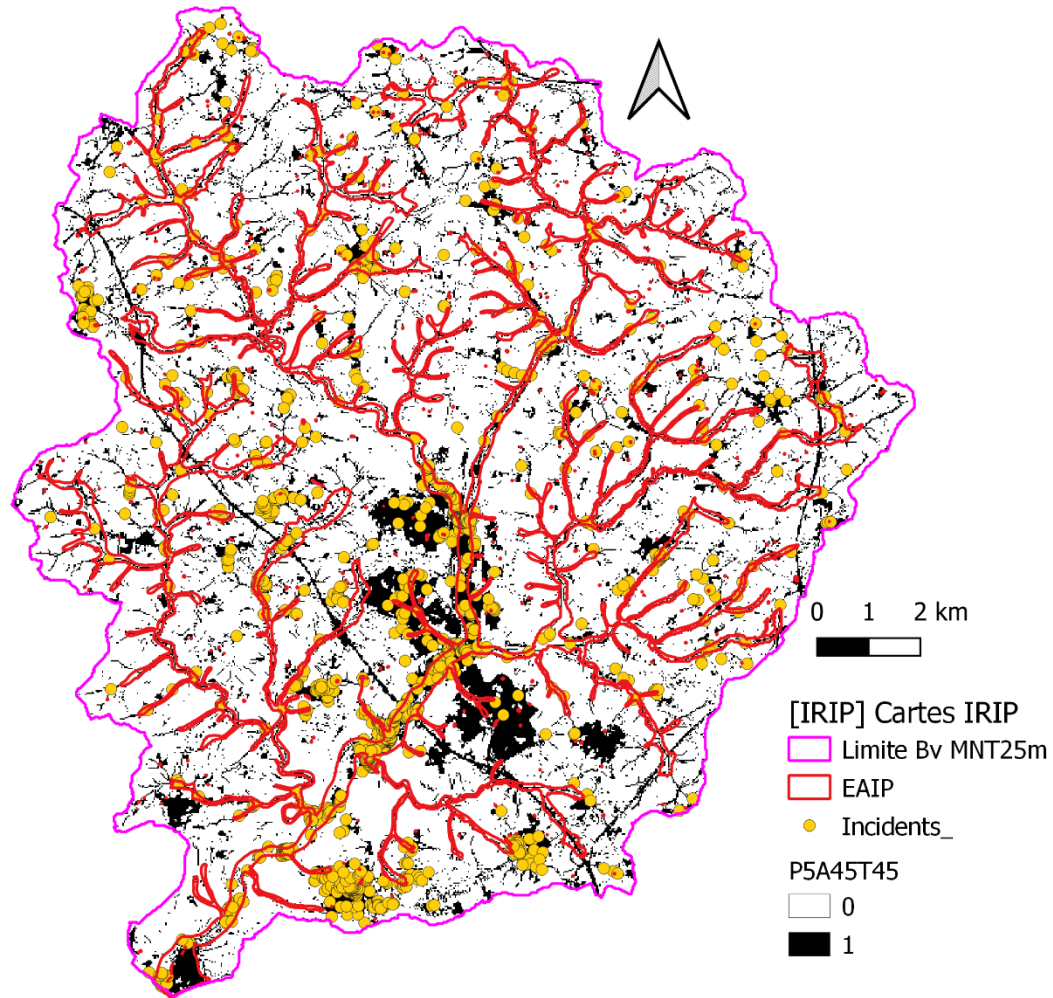 0 1 2 km
[IRIP] Cartes IRIP
Limite Bv MNT25m
EAIP
Incidents_
P5A45T45
0
1